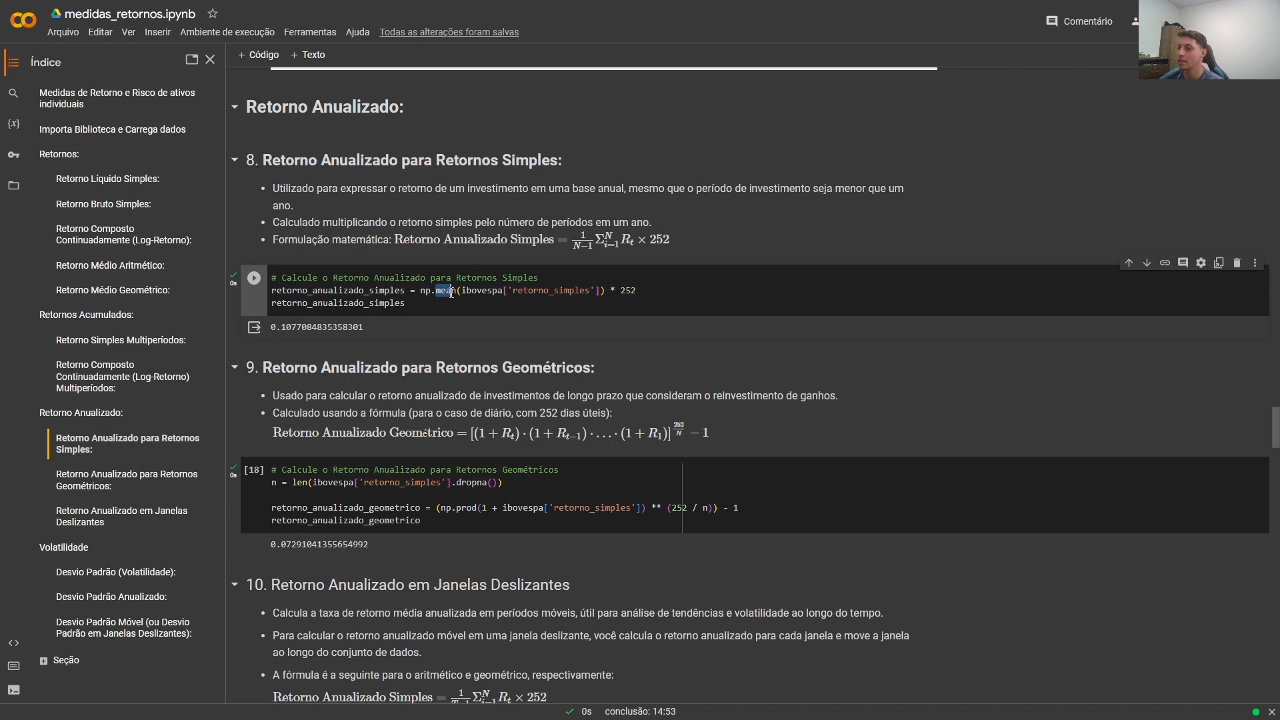 medidas_retornos.ipynb
Arquivo Editar Ver Inserir Ambiente de execução Ferramentas Ajuda Todas as alterações foram salvas
Comentário
Índice
Medidas de Retorno e Risco de ativos
individuais
Importa Biblioteca e Carrega dados
Retornos:
Retorno Líquido Simples:
Retorno Bruto Simples:
Retorno Composto
Continuadamente (Log-Retorno):
Retorno Médio Aritmético:
Retorno Médio Geométrico:
Retornos Acumulados:
Retorno Simples Multiperíodos:
Retorno Composto
Continuadamente (Log-Retorno)
Multiperíodos:
Retorno Anualizado:
Retorno Anualizado para Retornos
Simples:
Retorno Anualizado para Retornos
Geométricos:
Retorno Anualizado em Janelas
Deslizantes
Volatilidade
Desvio Padrão (Volatilidade):
Desvio Padrão Anualizado:
Desvio Padrão Móvel (ou Desvio
Padrão em Janelas Deslizantes):
Seção
+ Código + Texto
Retorno Anualizado:
8. Retorno Anualizado para Retornos Simples:
• Utilizado para expressar o retorno de um investimento em uma base anual, mesmo que o período de investimento seja menor que um
ano.
• Calculado multiplicando o retorno simples pelo número de períodos em um ano.
• Formulação matemática: Retorno Anualizado Simples = 1/(N−1) Σ_{i=1}^{N} R_t × 252
# Calcule o Retorno Anualizado para Retornos Simples
retorno_anualizado_simples = np.mean(ibovespa['retorno_simples']) * 252
retorno_anualizado_simples
0.1077084835358301
9. Retorno Anualizado para Retornos Geométricos:
• Usado para calcular o retorno anualizado de investimentos de longo prazo que consideram o reinvestimento de ganhos.
• Calculado usando a fórmula (para o caso de diário, com 252 dias úteis):
Retorno Anualizado Geométrico = [(1 + R_t) · (1 + R_{t−1}) · … · (1 + R_1)]^{252/N} − 1
[18] # Calcule o Retorno Anualizado para Retornos Geométricos
n = len(ibovespa['retorno_simples'].dropna())
retorno_anualizado_geometrico = (np.prod(1 + ibovespa['retorno_simples']) ** (252 / n)) - 1
retorno_anualizado_geometrico
0.07291041355654992
10. Retorno Anualizado em Janelas Deslizantes
• Calcula a taxa de retorno média anualizada em períodos móveis, útil para análise de tendências e volatilidade ao longo do tempo.
• Para calcular o retorno anualizado móvel em uma janela deslizante, você calcula o retorno anualizado para cada janela e move a janela
ao longo do conjunto de dados.
• A fórmula é a seguinte para o aritmético e geométrico, respectivamente:
Retorno Anualizado Simples = 1/(T−1) Σ_{i=1}^{N} R_t × 252
0s conclusão: 14:53